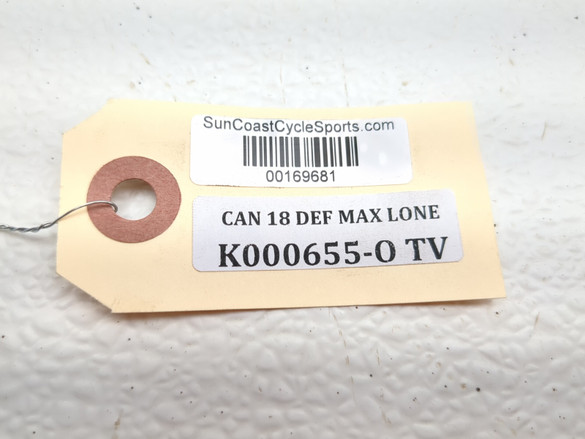 SunCoastCycleSports.com
00169681
CAN 18 DEF MAX LONE
K000655-O TV